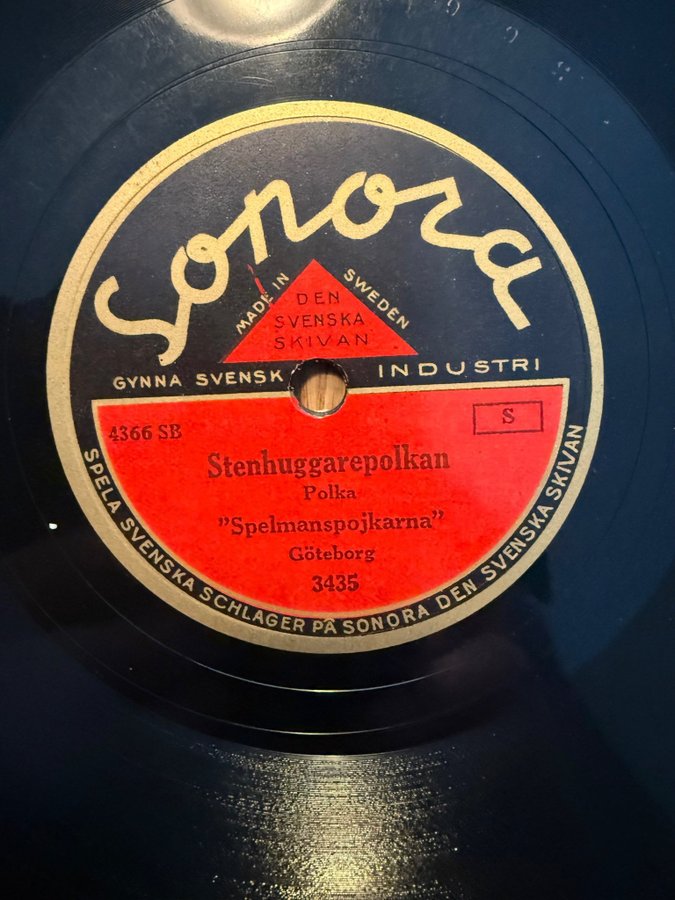 Sonora
MADE IN SWEDEN
DEN
SVENSKA
SKIVAN
GYNNA SVENSK INDUSTRI
4366 SB
S
Stenhuggarepolkan
Polka
"Spelmanspojkarna"
Göteborg
3435
SPELA SVENSKA SCHLAGER PÅ SONORA DEN SVENSKA SKIVAN